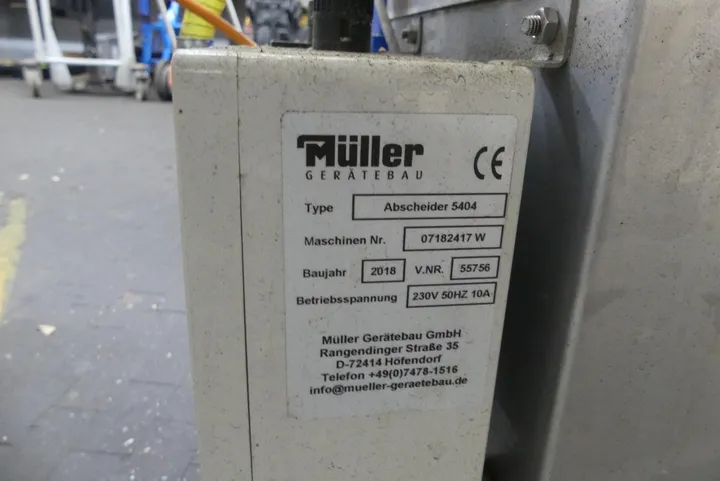 Müller
GERÄTEBAU
CE
Type Abscheider 5404
Maschinen Nr. 07182417 W
Baujahr 2018 V.NR. 55756
Betriebsspannung 230V 50HZ 10A
Müller Gerätebau GmbH
Rangendinger Straße 35
D-72414 Höfendorf
Telefon +49(0)7478-1516
info@mueller-geraetebau.de